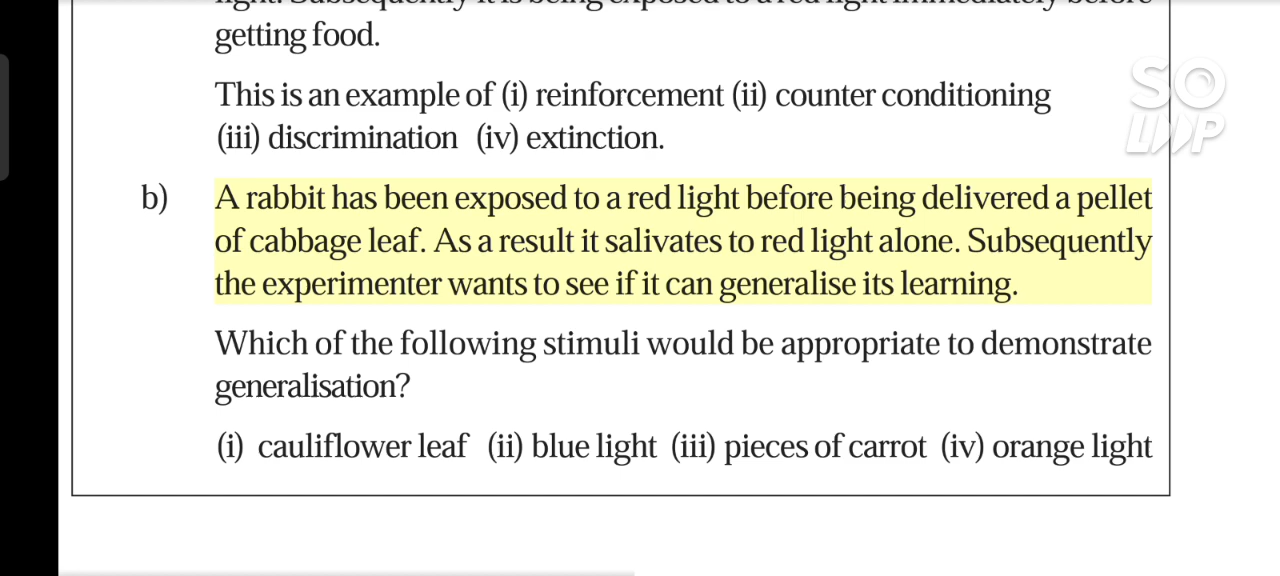 getting food.
This is an example of (i) reinforcement (ii) counter conditioning
(iii) discrimination (iv) extinction.
b) A rabbit has been exposed to a red light before being delivered a pellet
of cabbage leaf. As a result it salivates to red light alone. Subsequently
the experimenter wants to see if it can generalise its learning.
Which of the following stimuli would be appropriate to demonstrate
generalisation?
(i) cauliflower leaf (ii) blue light (iii) pieces of carrot (iv) orange light